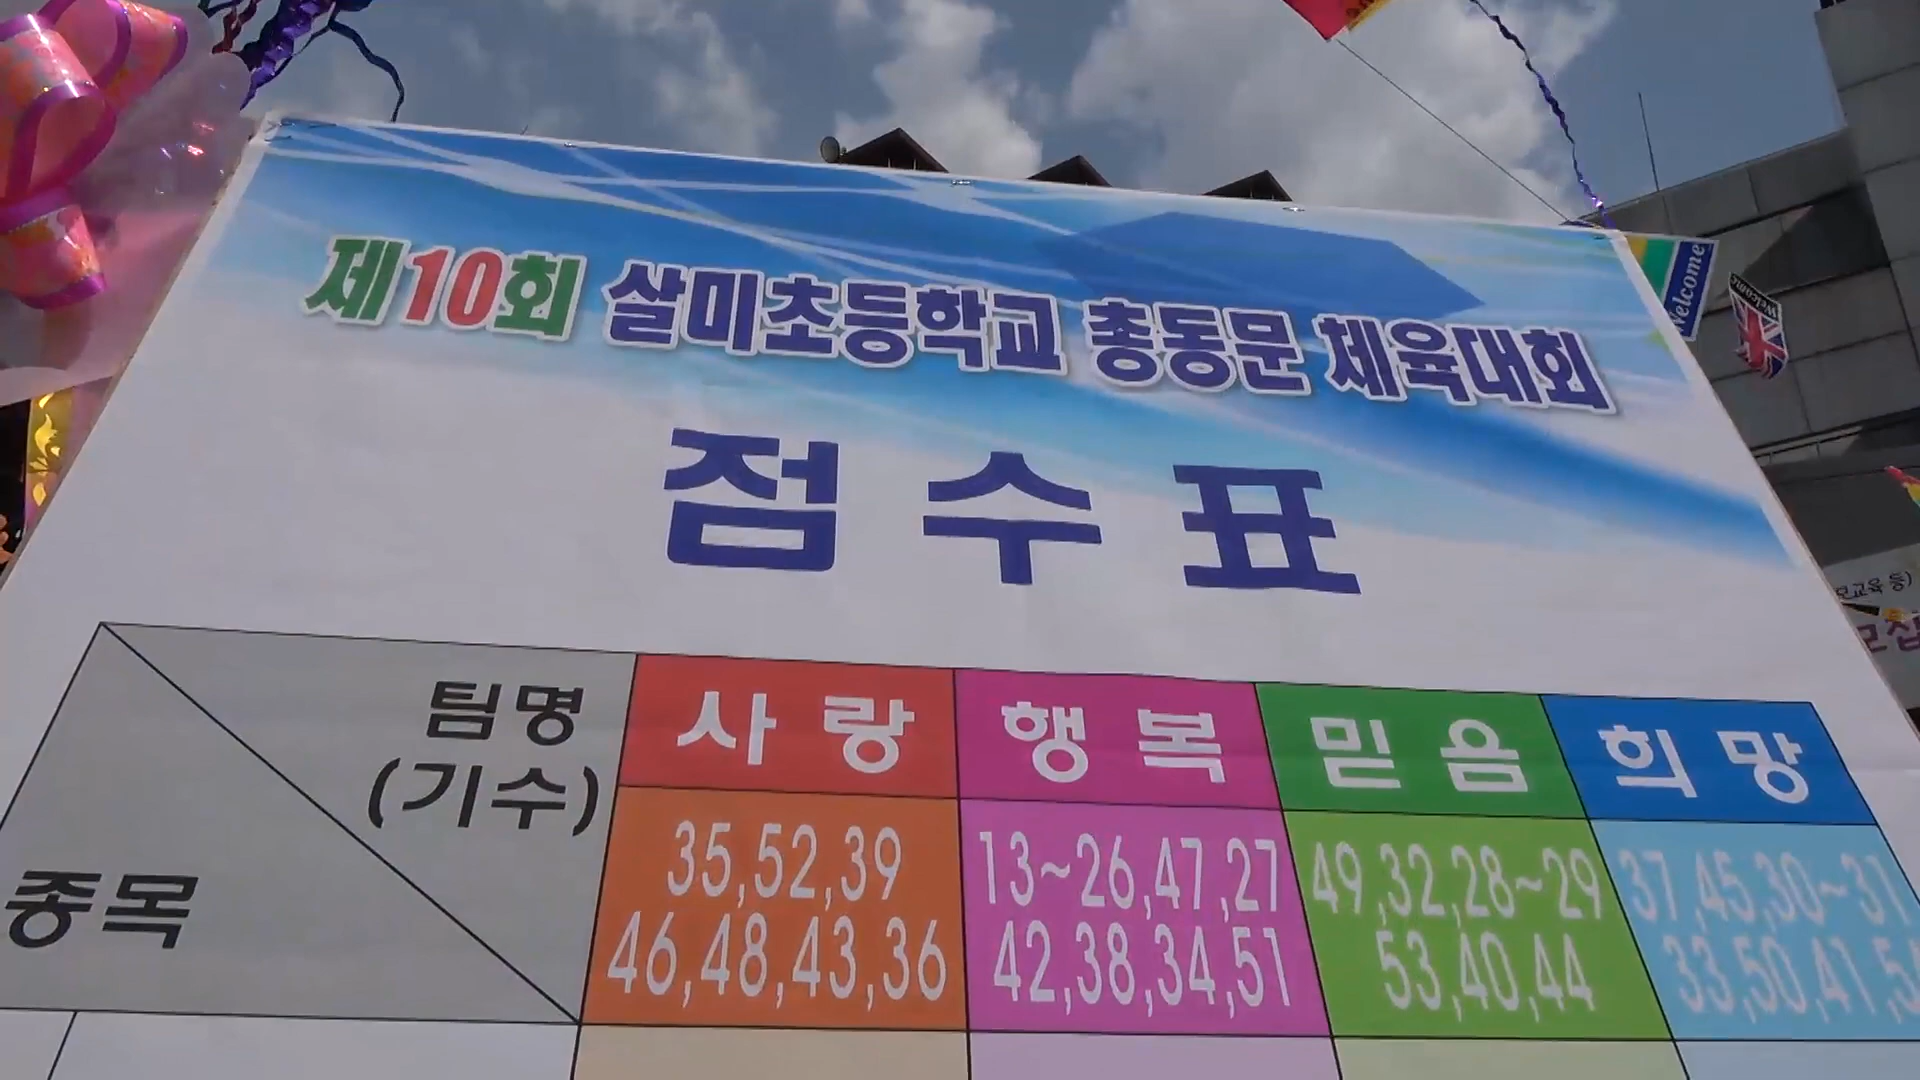 제10회 살미초등학교 총동문 체육대회
점수표
팀명
(기수)
종목
사랑
행복
믿음
희망
35,52,39
46,48,43,36
13~26,47,27
42,38,34,51
49,32,28~29
53,40,44
37,45,30~31
33,50,41,54
Welcome
Welcome